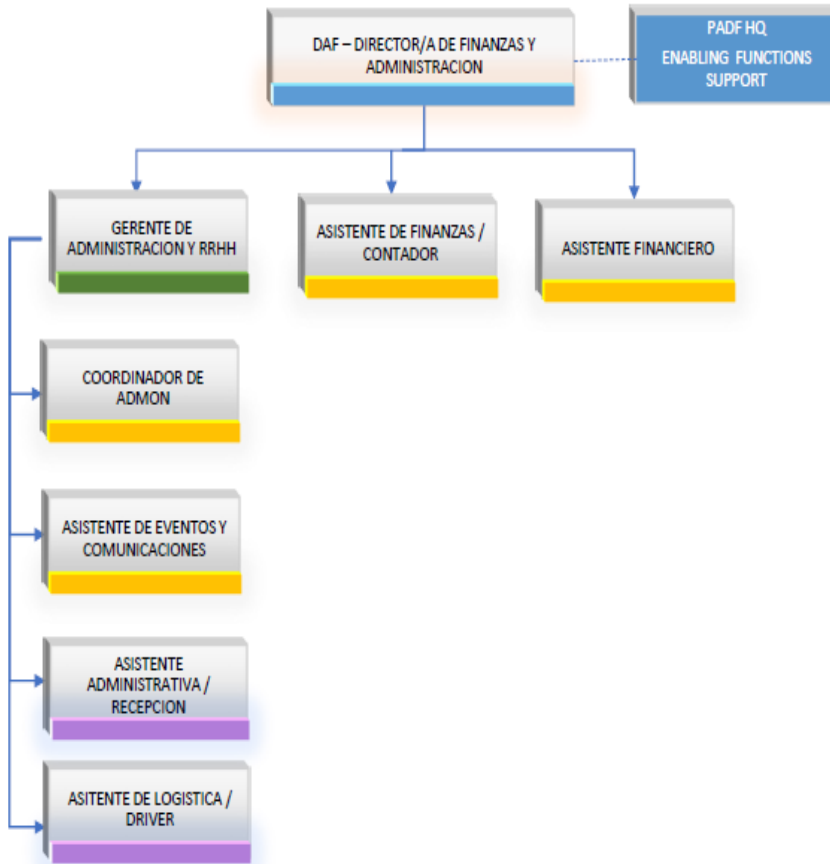 DAF – DIRECTOR/A DE FINANZAS Y
ADMINISTRACION
PADF HQ
ENABLING FUNCTIONS
SUPPORT
GERENTE DE
ADMINISTRACION Y RRHH
ASISTENTE DE FINANZAS /
CONTADOR
ASISTENTE FINANCIERO
COORDINADOR DE
ADMON
ASISTENTE DE EVENTOS Y
COMUNICACIONES
ASISTENTE
ADMINISTRATIVA /
RECEPCION
ASITENTE DE LOGISTICA /
DRIVER